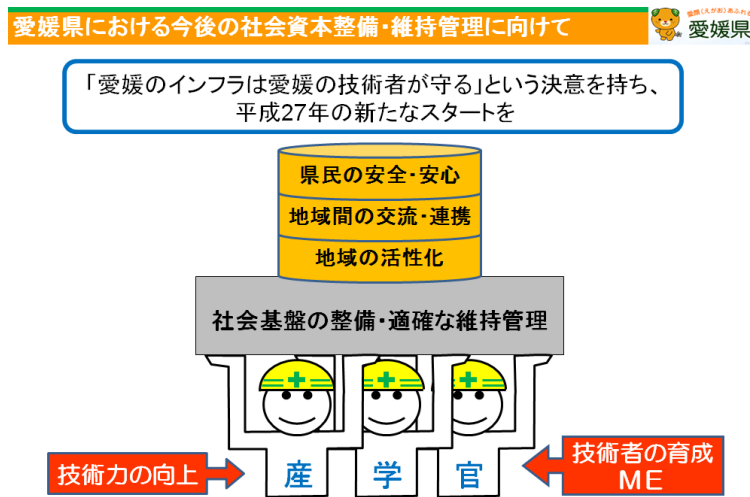 愛媛県における今後の社会資本整備・維持管理に向けて
愛媛県
「愛媛のインフラは愛媛の技術者が守る」という決意を持ち、
平成27年の新たなスタートを
県民の安全・安心
地域間の交流・連携
地域の活性化
社会基盤の整備・適確な維持管理
技術力の向上
産 学 官
技術者の育成
ME